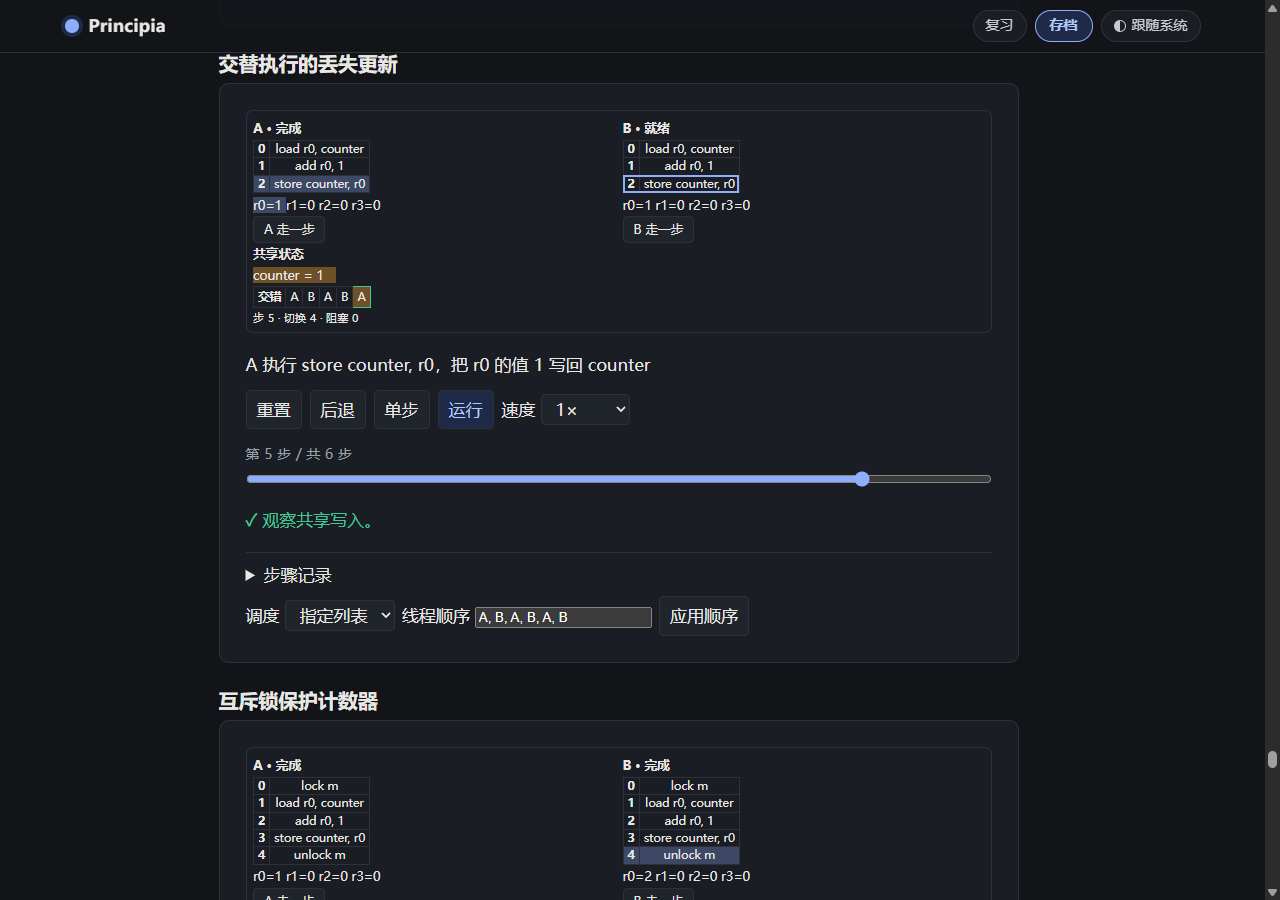 Principia
复习 存档 跟随系统
交替执行的丢失更新
A • 完成
0 load r0, counter
1 add r0, 1
2 store counter, r0
r0=1 r1=0 r2=0 r3=0
A 走一步
B • 就绪
0 load r0, counter
1 add r0, 1
2 store counter, r0
r0=1 r1=0 r2=0 r3=0
B 走一步
共享状态
counter = 1
交错 A B A B A
步 5 · 切换 4 · 阻塞 0
A 执行 store counter, r0，把 r0 的值 1 写回 counter
重置 后退 单步 运行 速度 1×
第 5 步 / 共 6 步
✓ 观察共享写入。
▶ 步骤记录
调度 指定列表 线程顺序 A, B, A, B, A, B 应用顺序
互斥锁保护计数器
A • 完成
0 lock m
1 load r0, counter
2 add r0, 1
3 store counter, r0
4 unlock m
r0=1 r1=0 r2=0 r3=0
A 走一步
B • 完成
0 lock m
1 load r0, counter
2 add r0, 1
3 store counter, r0
4 unlock m
r0=2 r1=0 r2=0 r3=0
B 走一步